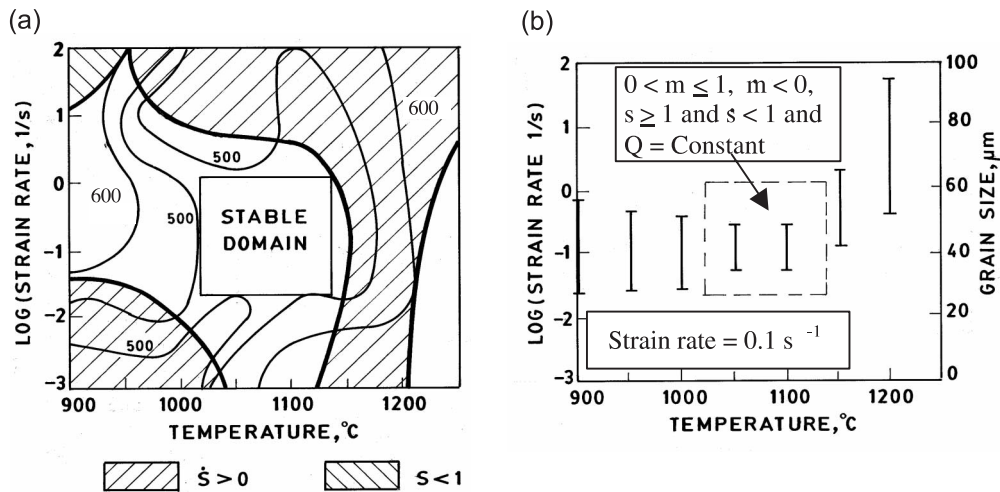 (a)
2
1
0
-1
-2
-3
LOG (STRAIN RATE, 1/s)
600
600
500
500
500
STABLE
DOMAIN
900 1000 1100 1200
TEMPERATURE, °C
Ṡ > 0
S < 1
(b)
2
1
0
-1
-2
-3
LOG (STRAIN RATE 1/s)
0 < m ≤ 1, ṁ < 0,
s ≥ 1 and ṡ < 1 and
Q = Constant
Strain rate = 0.1 s ⁻¹
100
80
60
40
20
0
GRAIN SIZE, µm
900 1000 1100 1200
TEMPERATURE, °C